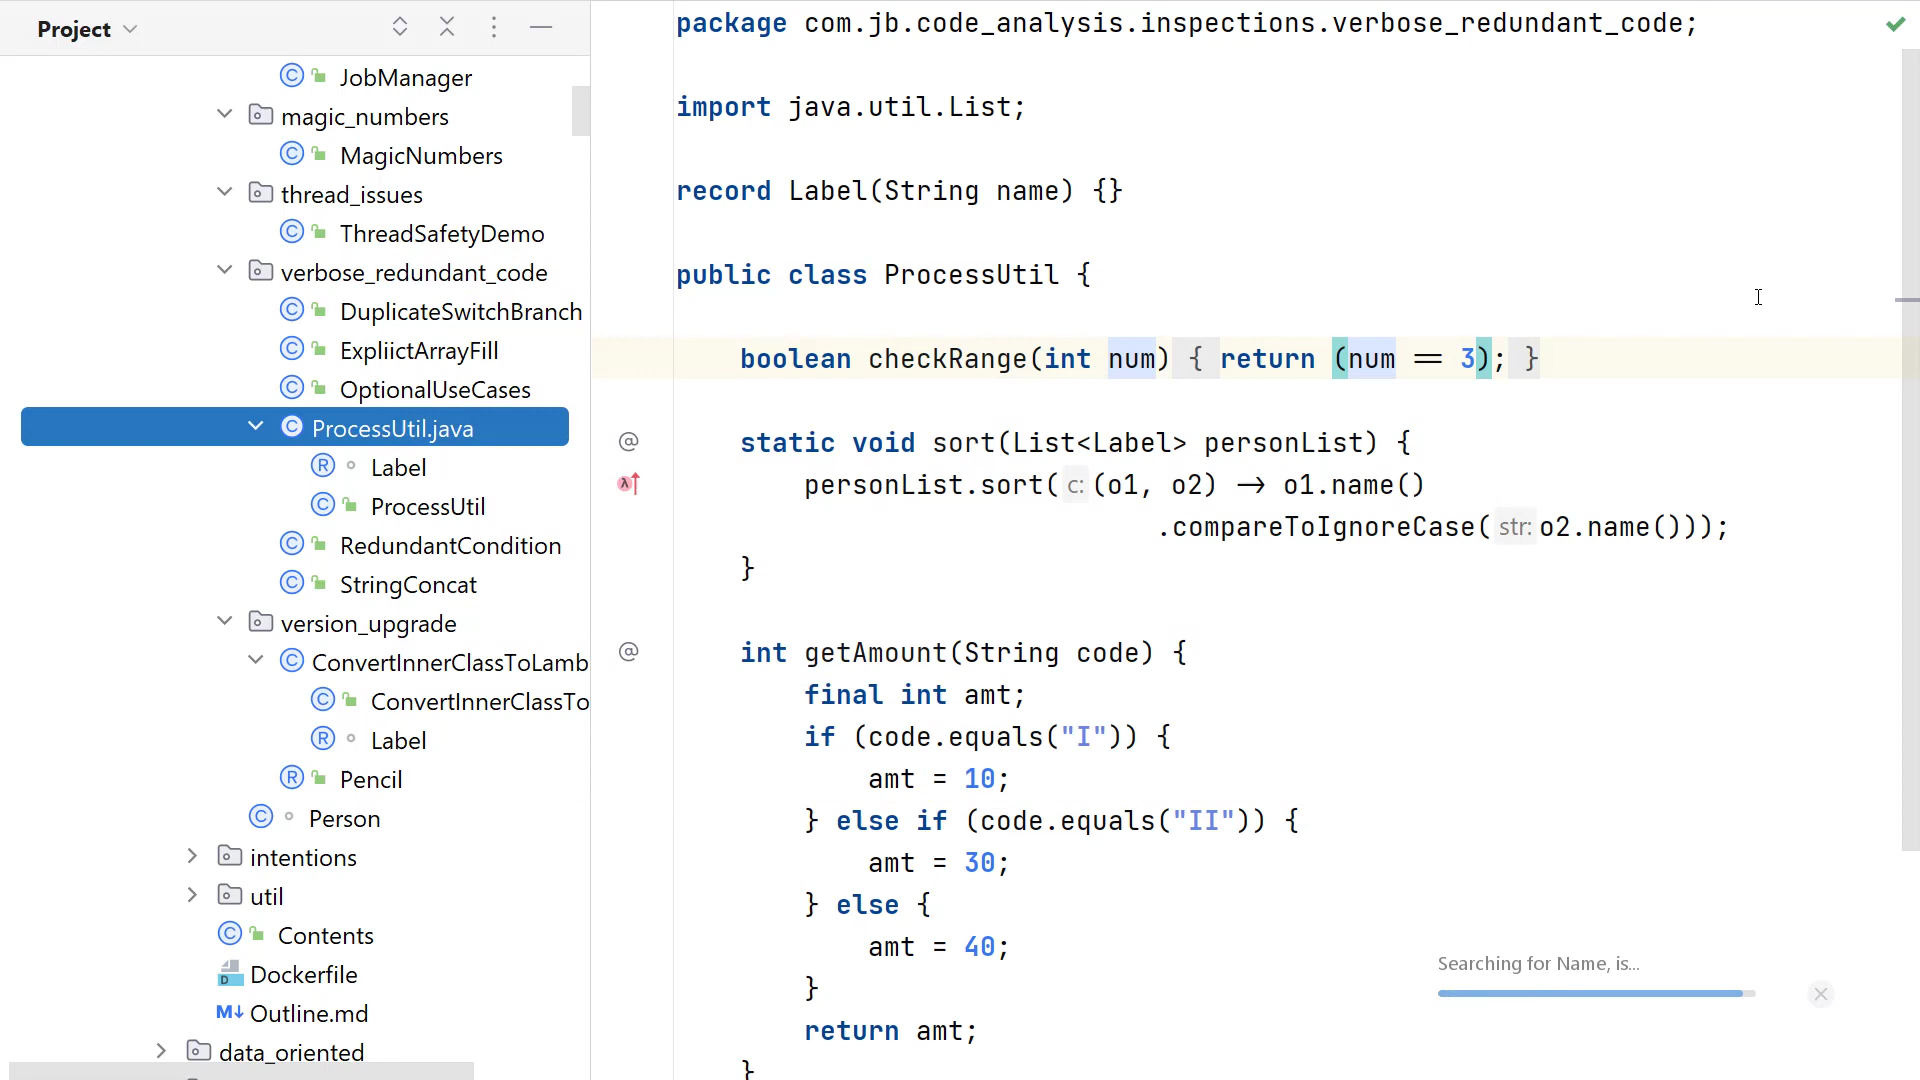 Project
JobManager
magic_numbers
MagicNumbers
thread_issues
ThreadSafetyDemo
verbose_redundant_code
DuplicateSwitchBranch
ExpliictArrayFill
OptionalUseCases
ProcessUtil.java
Label
ProcessUtil
RedundantCondition
StringConcat
version_upgrade
ConvertInnerClassToLamb
ConvertInnerClassTo
Label
Pencil
Person
intentions
util
Contents
Dockerfile
Outline.md
data_oriented
package com.jb.code_analysis.inspections.verbose_redundant_code;
import java.util.List;
record Label(String name) {}
public class ProcessUtil {
boolean checkRange(int num) { return (num == 3); }
static void sort(List<Label> personList) {
personList.sort( c: (o1, o2) -> o1.name()
.compareToIgnoreCase( str: o2.name()));
}
int getAmount(String code) {
final int amt;
if (code.equals("I")) {
amt = 10;
} else if (code.equals("II")) {
amt = 30;
} else {
amt = 40;
}
return amt;
}
Searching for Name, is...